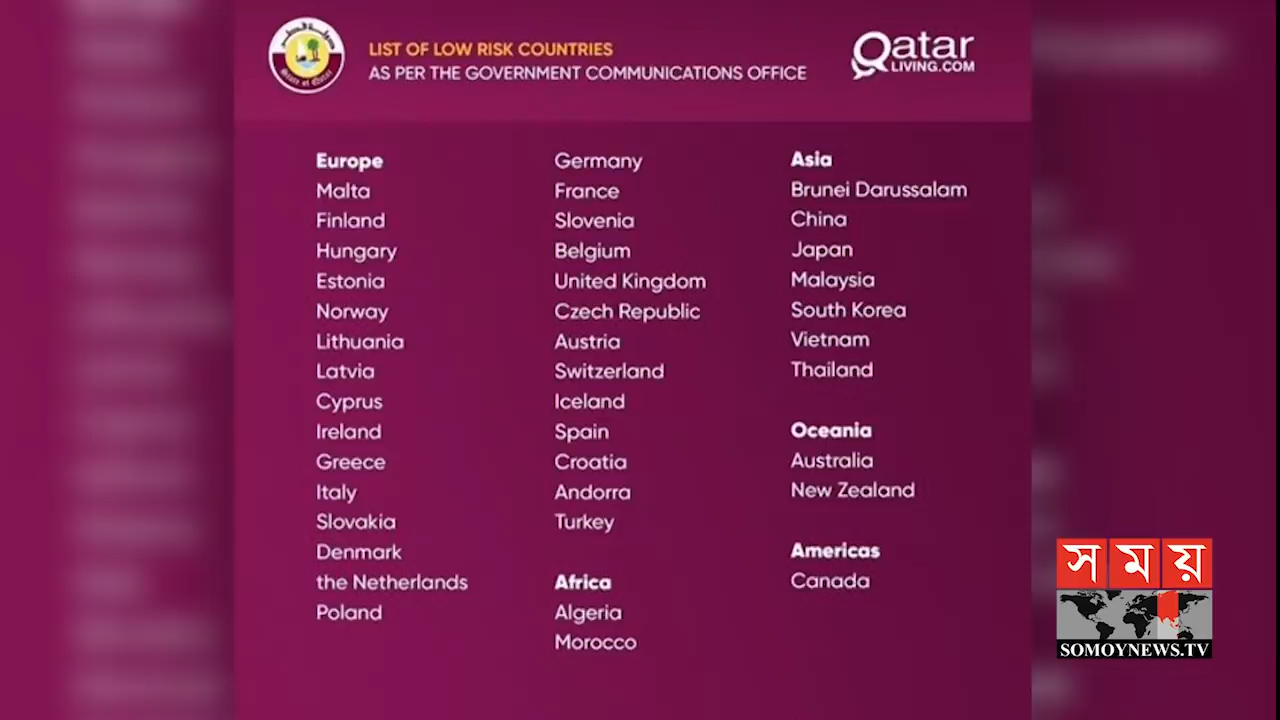 LIST OF LOW RISK COUNTRIES
AS PER THE GOVERNMENT COMMUNICATIONS OFFICE
Qatar
LIVING.COM
Europe
Malta
Finland
Hungary
Estonia
Norway
Lithuania
Latvia
Cyprus
Ireland
Greece
Italy
Slovakia
Denmark
the Netherlands
Poland
Germany
France
Slovenia
Belgium
United Kingdom
Czech Republic
Austria
Switzerland
Iceland
Spain
Croatia
Andorra
Turkey
Africa
Algeria
Morocco
Asia
Brunei Darussalam
China
Japan
Malaysia
South Korea
Vietnam
Thailand
Oceania
Australia
New Zealand
Americas
Canada
সময়
SOMOYNEWS.TV